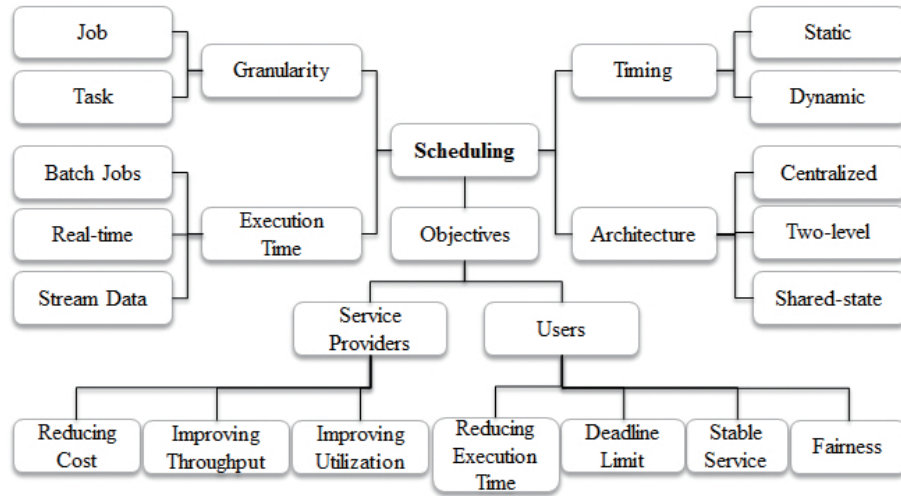 Job
Granularity
Task
Batch Jobs
Real-time
Execution
Time
Stream Data
Scheduling
Objectives
Timing
Static
Dynamic
Architecture
Centralized
Two-level
Shared-state
Service
Providers
Users
Reducing
Cost
Improving
Throughput
Improving
Utilization
Reducing
Execution
Time
Deadline
Limit
Stable
Service
Fairness